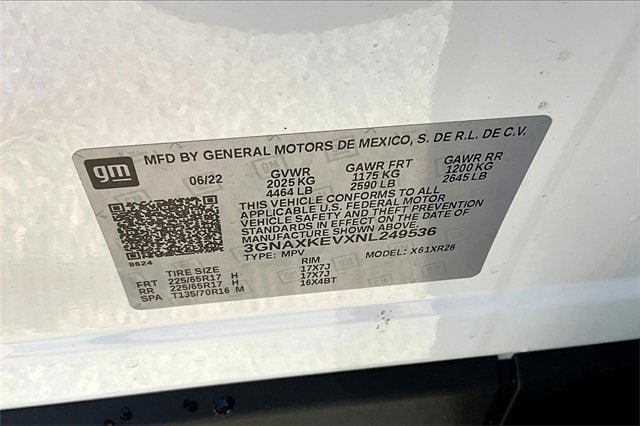 gm
MFD BY GENERAL MOTORS DE MEXICO, S. DE R.L. DE C.V.
06/22 GVWR GAWR FRT GAWR RR
2025 KG 1175 KG 1200 KG
4464 LB 2590 LB 2645 LB
THIS VEHICLE CONFORMS TO ALL
APPLICABLE U.S. FEDERAL MOTOR
VEHICLE SAFETY AND THEFT PREVENTION
STANDARDS IN EFFECT ON THE DATE OF
MANUFACTURE SHOWN ABOVE.
3GNAXKEVXNL249536
TYPE: MPV MODEL: X61XR26
8624
TIRE SIZE RIM
FRT 225/65R17 H 17X7J
RR 225/65R17 H 17X7J
SPA T135/70R16 M 16X4BT